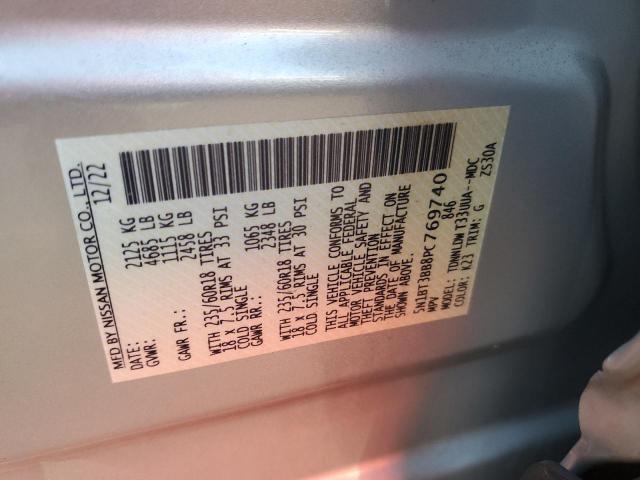 MFD BY NISSAN MOTOR CO., LTD.
DATE: 12/22
GVWR: 2125 KG
4685 LB
GAWR FR.: 1115 KG
2458 LB
WITH 235/60R18 TIRES
18 x 7.5 RIMS AT 33 PSI
COLD SINGLE
GAWR RR.: 1065 KG
2348 LB
WITH 235/60R18 TIRES
18 x 7.5 RIMS AT 30 PSI
COLD SINGLE
THIS VEHICLE CONFORMS TO
ALL APPLICABLE FEDERAL
MOTOR VEHICLE SAFETY AND
THEFT PREVENTION
STANDARDS IN EFFECT ON
THE DATE OF MANUFACTURE
SHOWN ABOVE.
5N1BT3BB8PC769740
MPV 846
MODEL: TDNNLDWT33UUA--MDC
COLOR: K23 TRIM: G ZS30A